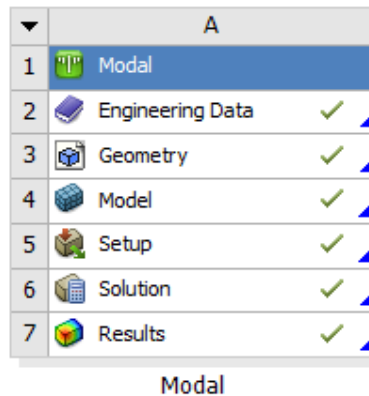 A
1 Modal
2 Engineering Data
3 Geometry
4 Model
5 Setup
6 Solution
7 Results
Modal